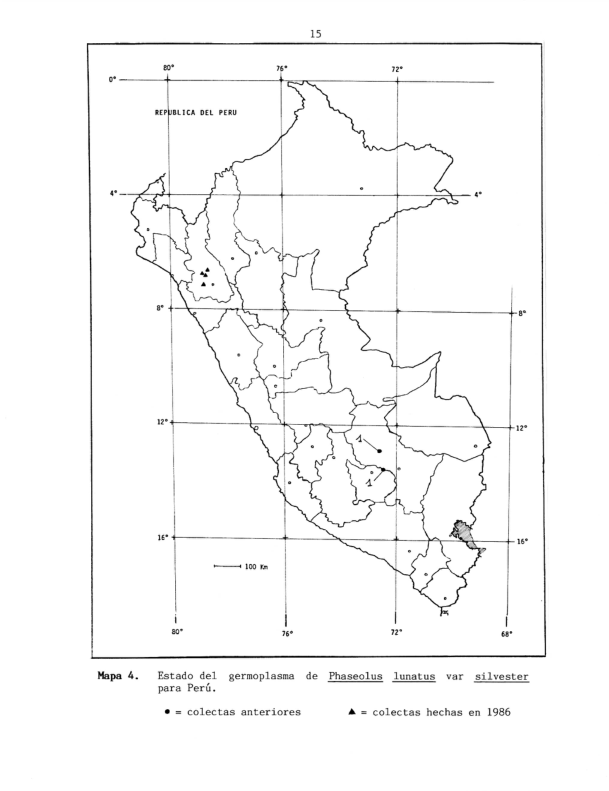 15
80° 76° 72°
0°
REPUBLICA DEL PERU
4° 4°
8° 8°
12° 12°
1
1
16° 16°
100 Km
80° 76° 72° 68°
Mapa 4. Estado del germoplasma de Phaseolus lunatus var silvester
para Perú.
● = colectas anteriores ▲ = colectas hechas en 1986